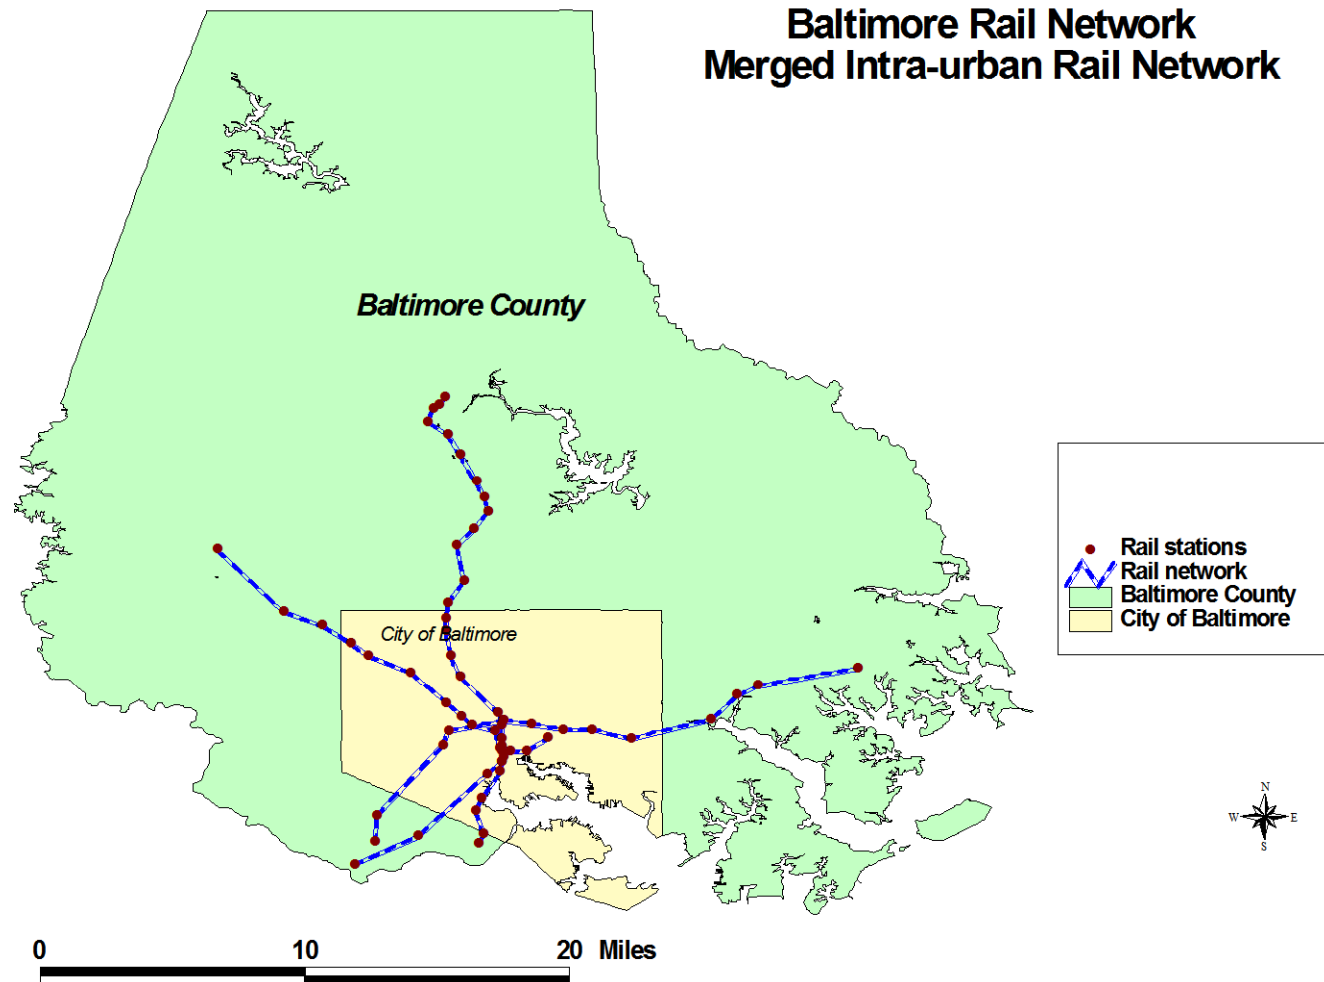 Baltimore Rail Network
Merged Intra-urban Rail Network
Baltimore County
City of Baltimore
Rail stations
Rail network
Baltimore County
City of Baltimore
N
W E
S
0 10 20 Miles